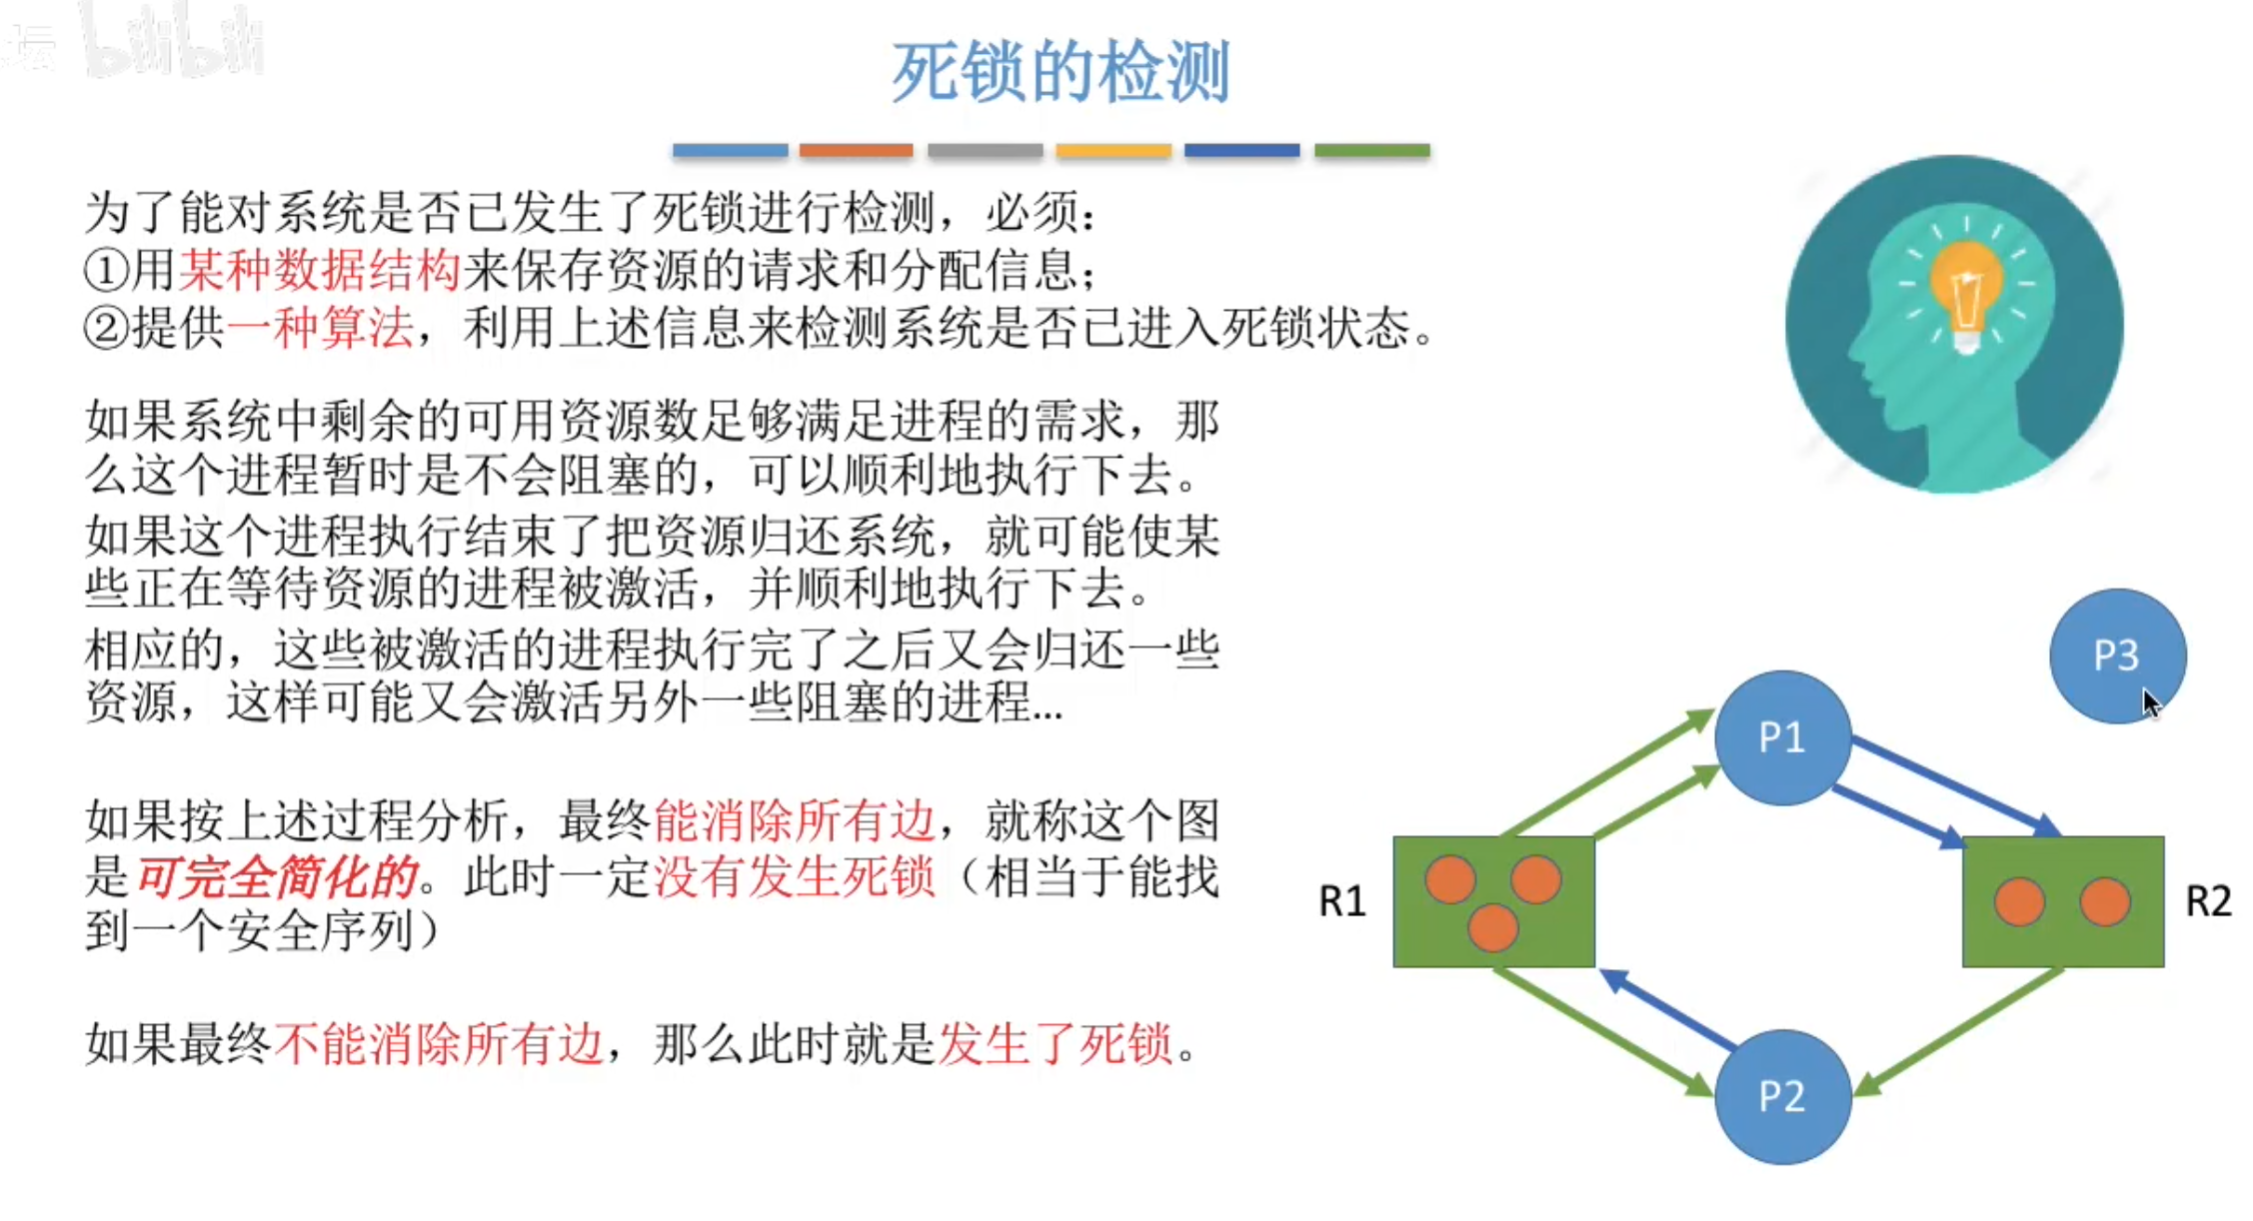 坛 bilibili
死锁的检测
为了能对系统是否已发生了死锁进行检测，必须：
①用某种数据结构来保存资源的请求和分配信息；
②提供一种算法，利用上述信息来检测系统是否已进入死锁状态。
如果系统中剩余的可用资源数足够满足进程的需求，那
么这个进程暂时是不会阻塞的，可以顺利地执行下去。
如果这个进程执行结束了把资源归还系统，就可能使某
些正在等待资源的进程被激活，并顺利地执行下去。
相应的，这些被激活的进程执行完了之后又会归还一些
资源，这样可能又会激活另外一些阻塞的进程...
如果按上述过程分析，最终能消除所有边，就称这个图
是可完全简化的。此时一定没有发生死锁（相当于能找
到一个安全序列）
如果最终不能消除所有边，那么此时就是发生了死锁。
P3
P1
R1
R2
P2